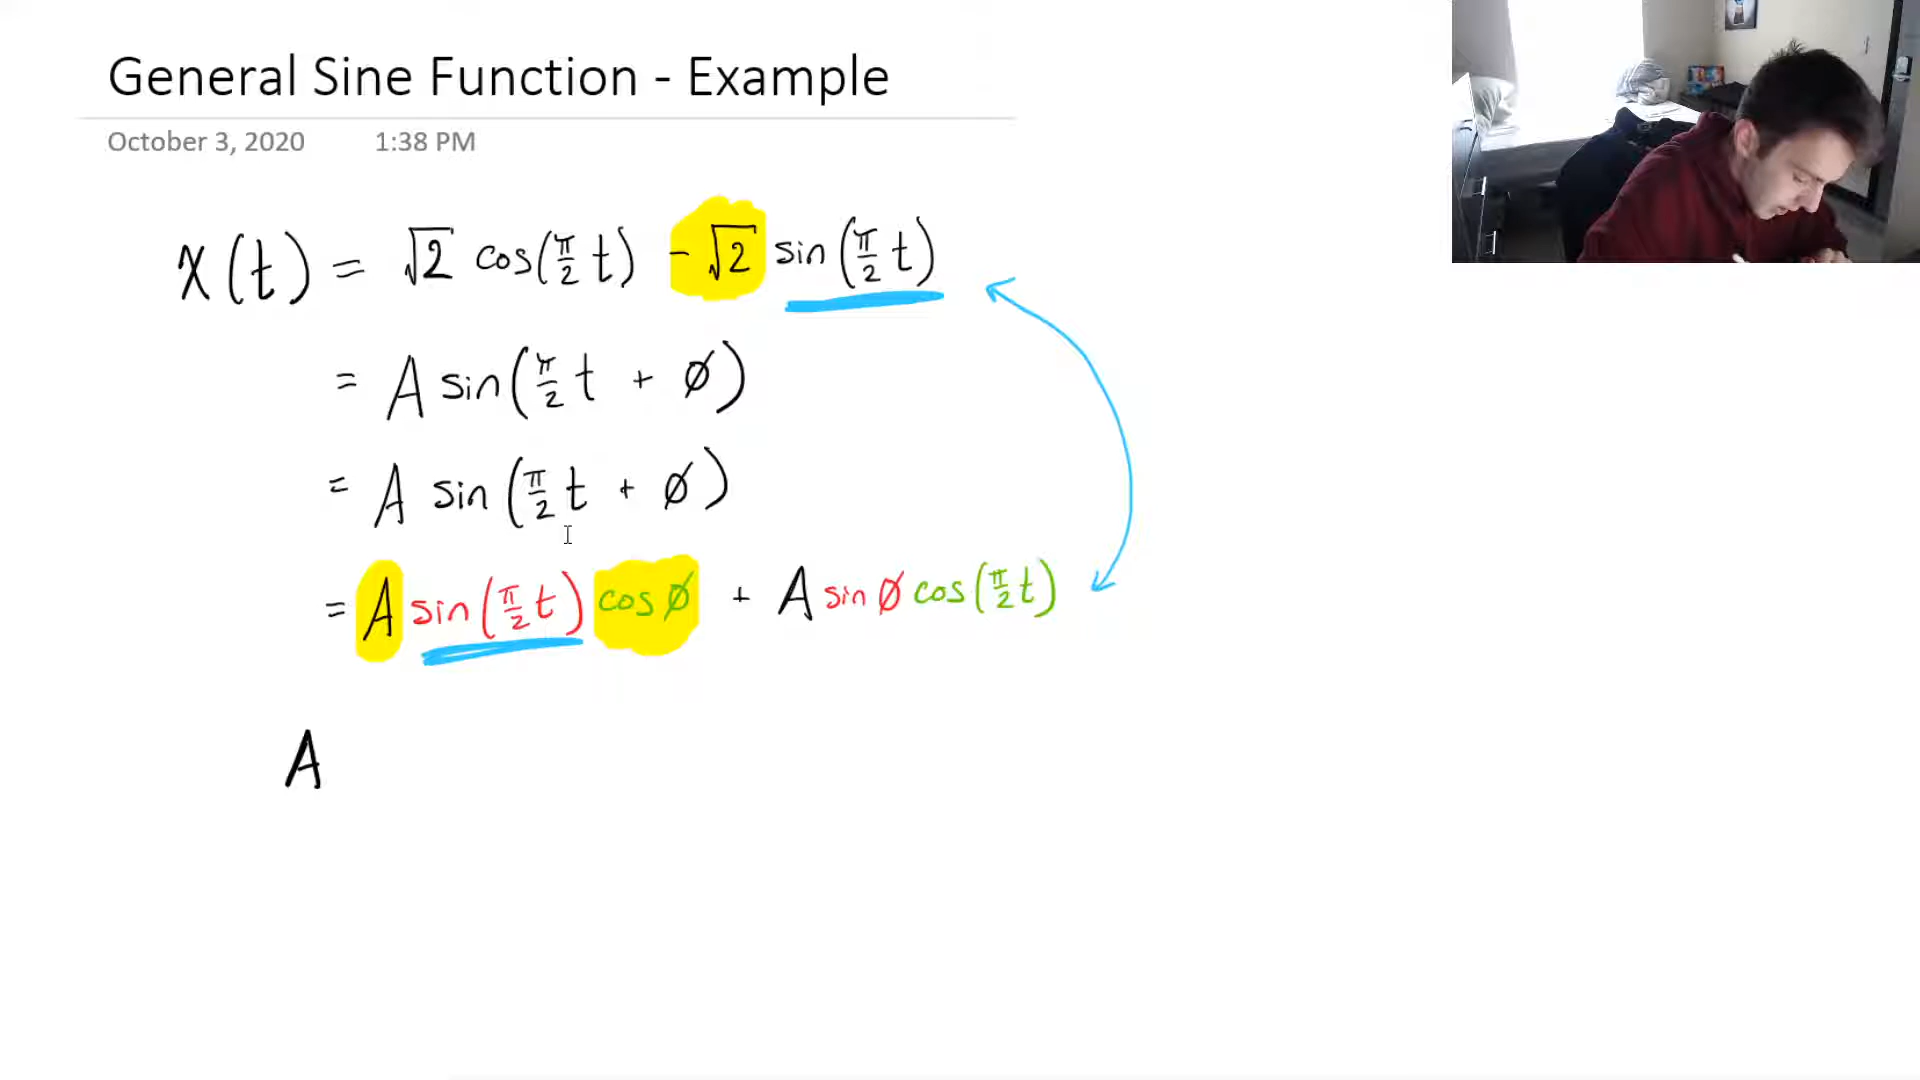 General Sine Function - Example
October 3, 2020 1:38 PM
x(t) = √2 cos(π/2 t) - √2 sin(π/2 t)
= A sin(π/2 t + ø)
= A sin(π/2 t + ø)
= A sin(π/2 t) cos ø + A sin ø cos(π/2 t)
A